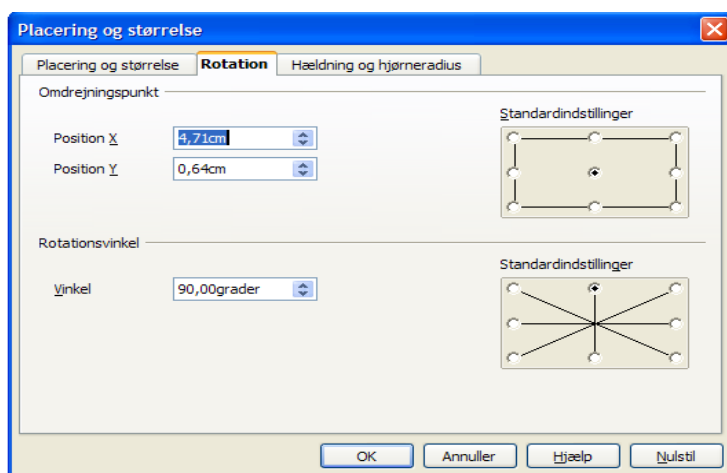 Placering og størrelse
Placering og størrelse Rotation Hældning og hjørneradius
Omdrejningspunkt
Standardindstillinger
Position X 4,71cm
Position Y 0,64cm
Rotationsvinkel
Standardindstillinger
Vinkel 90,00grader
OK Annuller Hjælp Nulstil